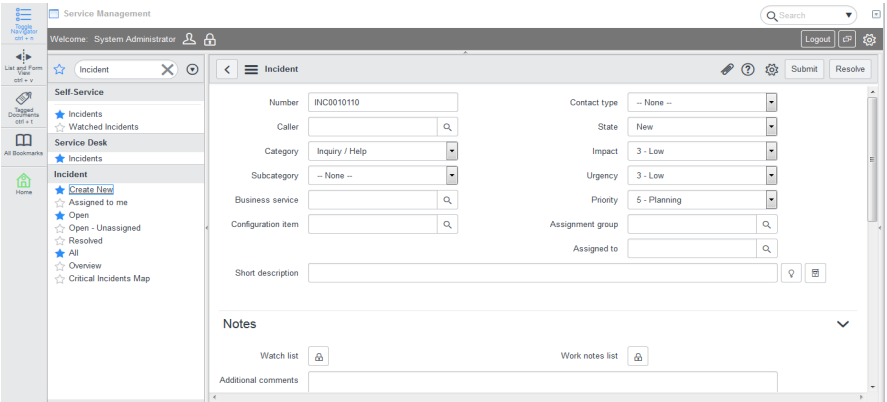 Service Management
Search
Toggle
Navigator
ctrl + n
Welcome: System Administrator
Logout
List and Form
View
ctrl + v
Tagged
Documents
ctrl + t
All Bookmarks
Home
Incident
Self-Service
Incidents
Watched Incidents
Service Desk
Incidents
Incident
Create New
Assigned to me
Open
Open - Unassigned
Resolved
All
Overview
Critical Incidents Map
Incident
Submit
Resolve
Number INC0010110
Contact type -- None --
Caller
State New
Category Inquiry / Help
Impact 3 - Low
Subcategory -- None --
Urgency 3 - Low
Business service
Priority 5 - Planning
Configuration item
Assignment group
Assigned to
Short description
Notes
Watch list
Work notes list
Additional comments